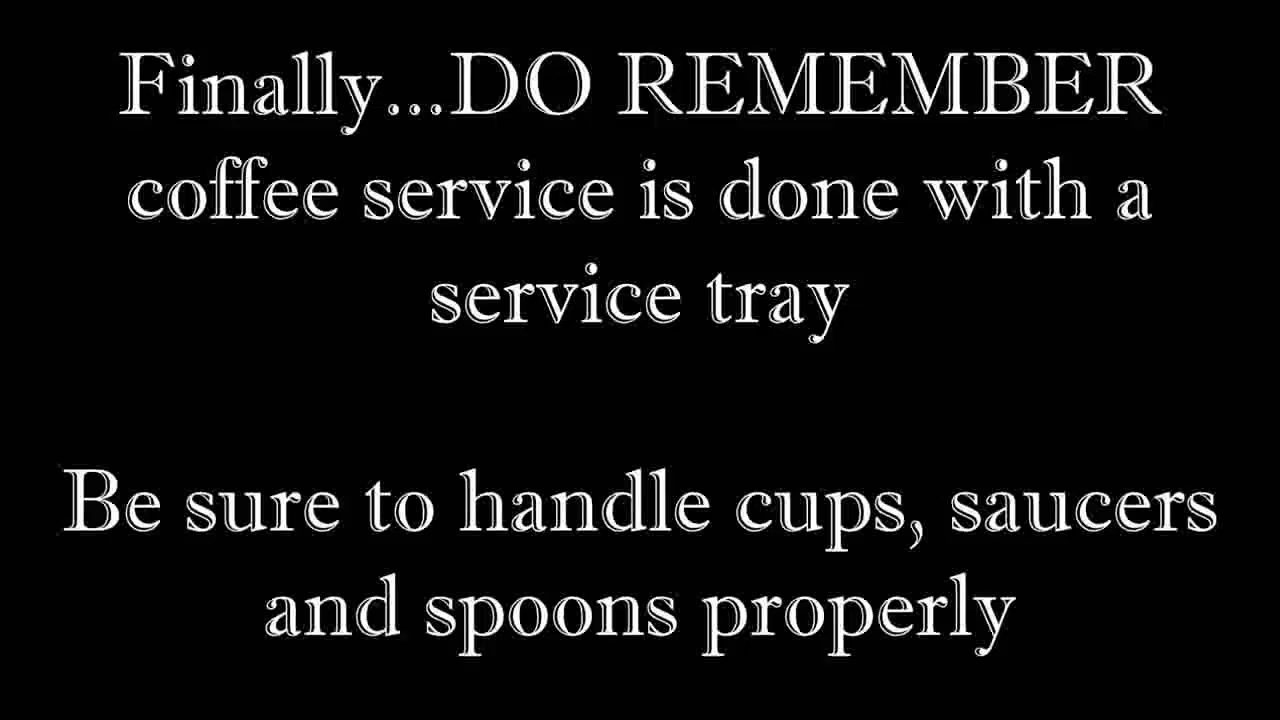 Finally...DO REMEMBER
coffee service is done with a
service tray
Be sure to handle cups, saucers
and spoons properly